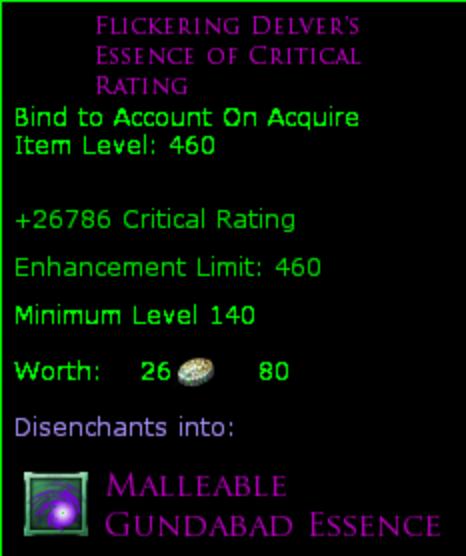 Flickering Delver's
Essence of Critical
Rating
Bind to Account On Acquire
Item Level: 460
+26786 Critical Rating
Enhancement Limit: 460
Minimum Level 140
Worth: 26 80
Disenchants into:
Malleable
Gundabad Essence